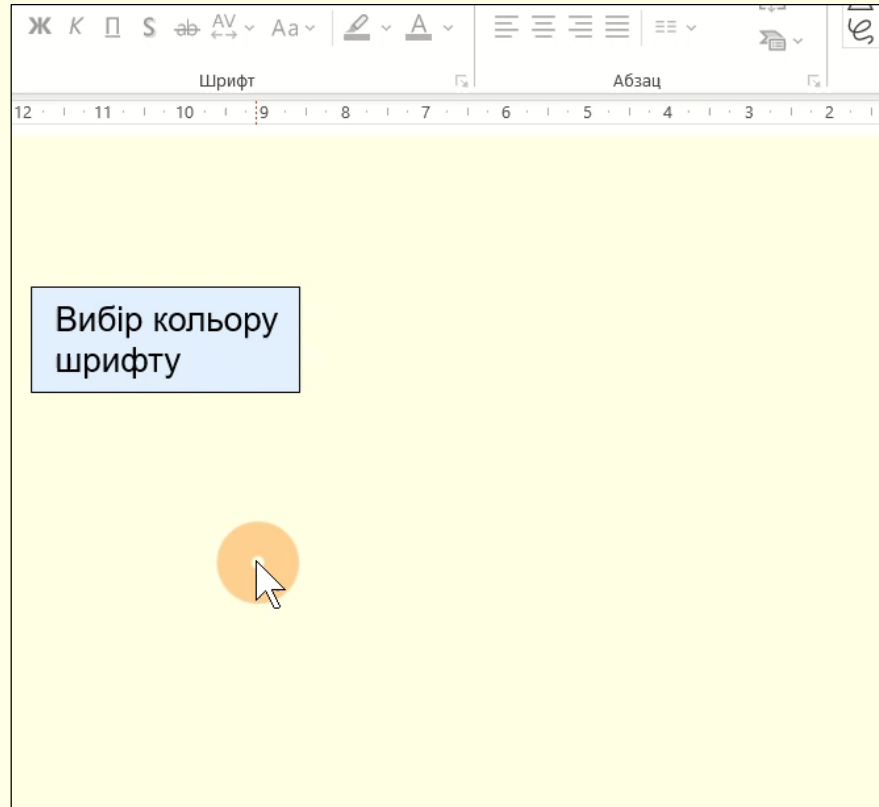 Ж К П S ab AV Aa A
Шрифт Абзац
12 11 10 9 8 7 6 5 4 3 2
Вибір кольору
шрифту